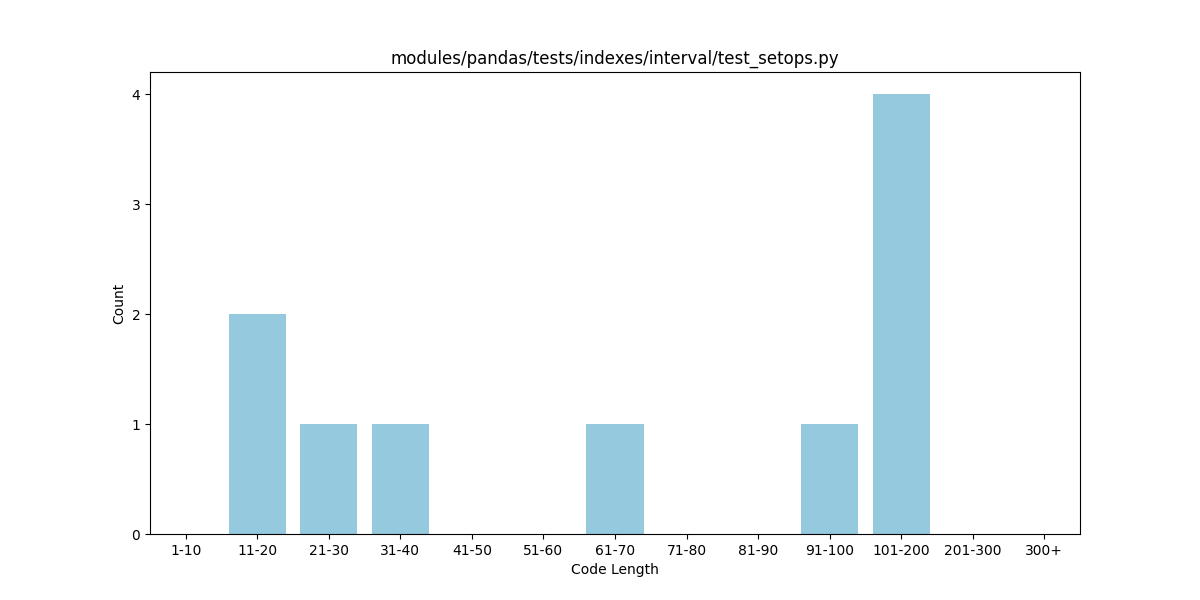 modules/pandas/tests/indexes/interval/test_setops.py
4
3
2
1
0
Count
1-10 11-20 21-30 31-40 41-50 51-60 61-70 71-80 81-90 91-100 101-200 201-300 300+
Code Length